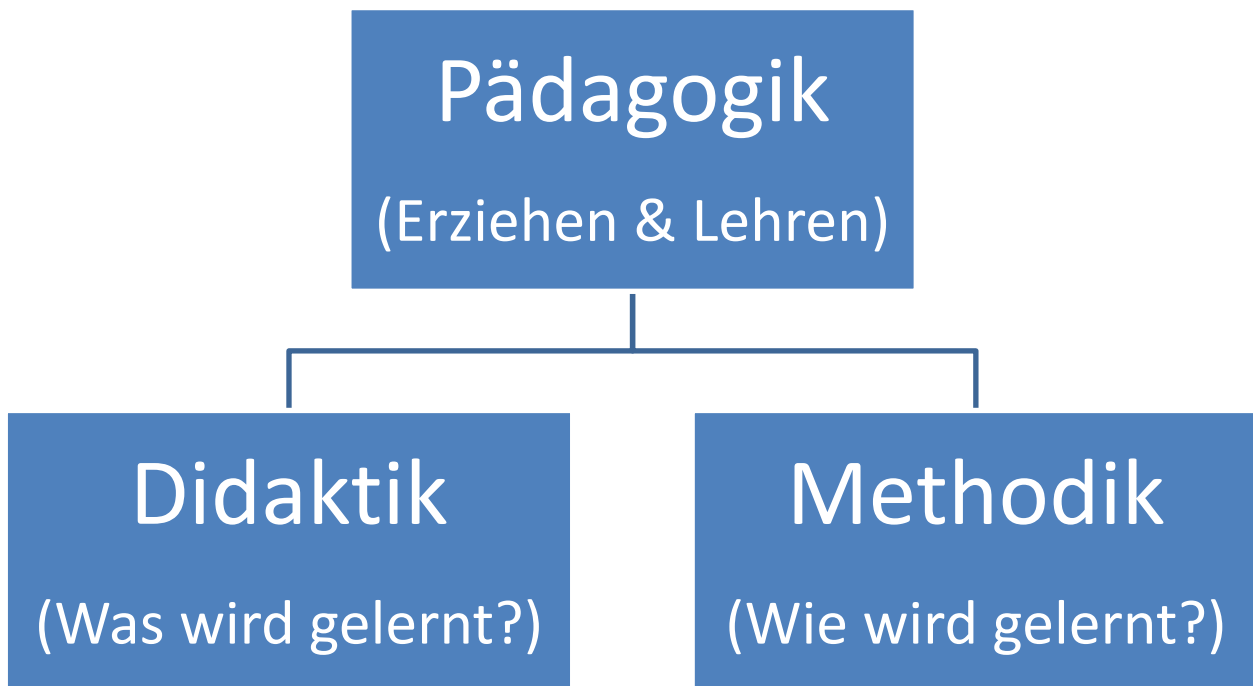 Pädagogik
(Erziehen & Lehren)
Didaktik
(Was wird gelernt?)
Methodik
(Wie wird gelernt?)